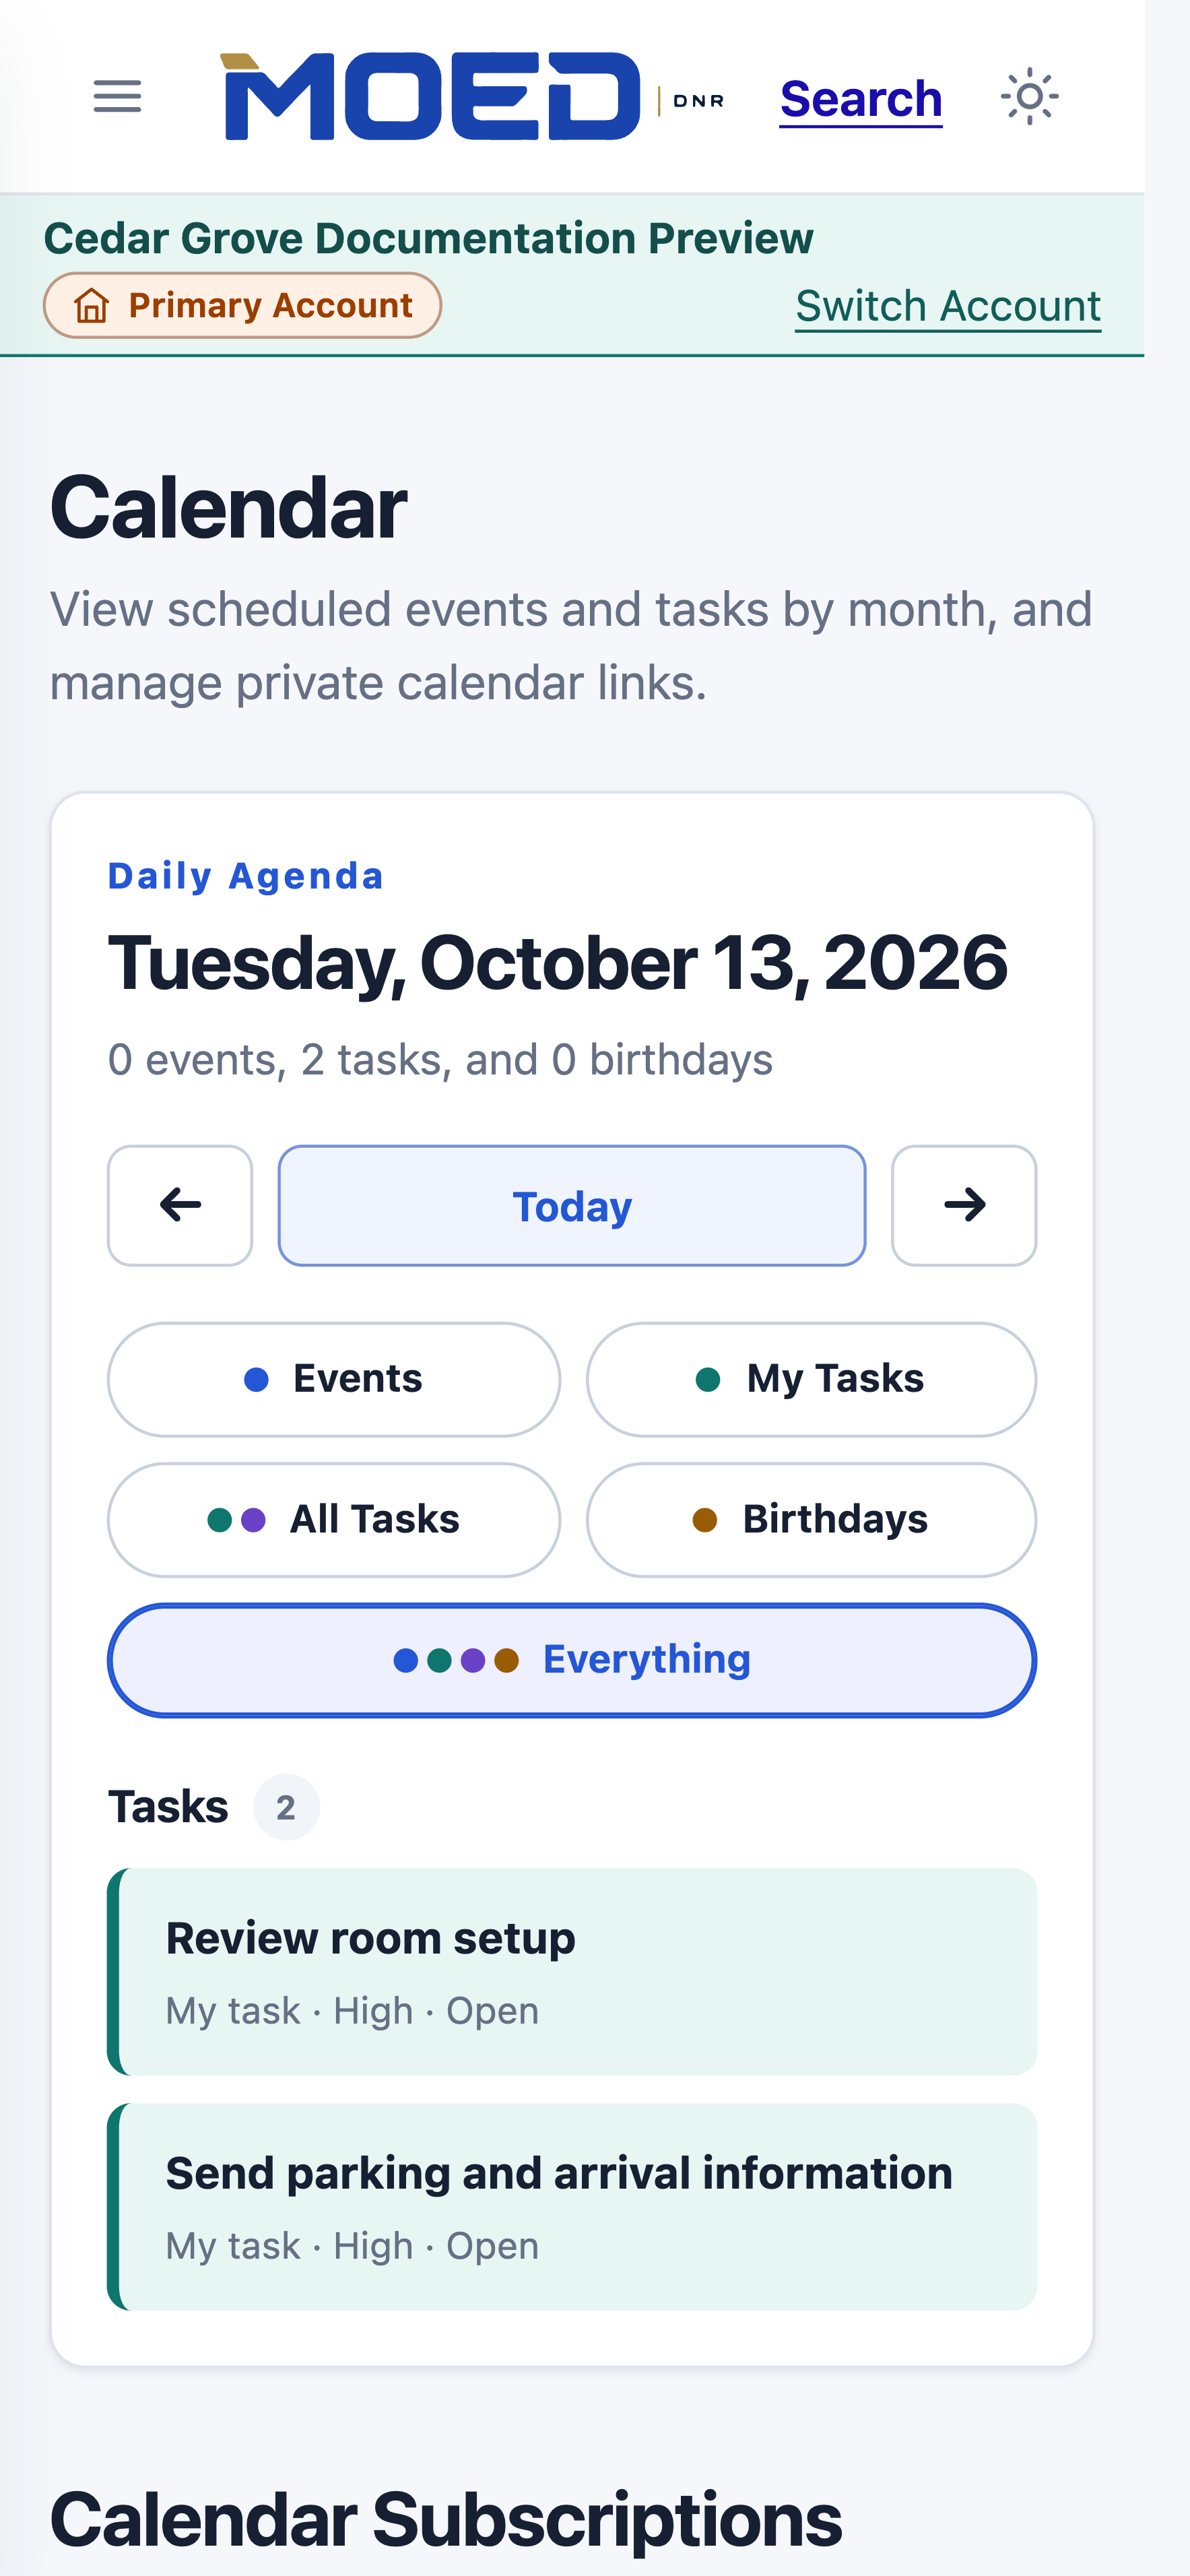 MOED DNR Search
Cedar Grove Documentation Preview
Primary Account Switch Account
Calendar
View scheduled events and tasks by month, and
manage private calendar links.
Daily Agenda
Tuesday, October 13, 2026
0 events, 2 tasks, and 0 birthdays
← Today →
Events My Tasks
All Tasks Birthdays
Everything
Tasks 2
Review room setup
My task · High · Open
Send parking and arrival information
My task · High · Open
Calendar Subscriptions